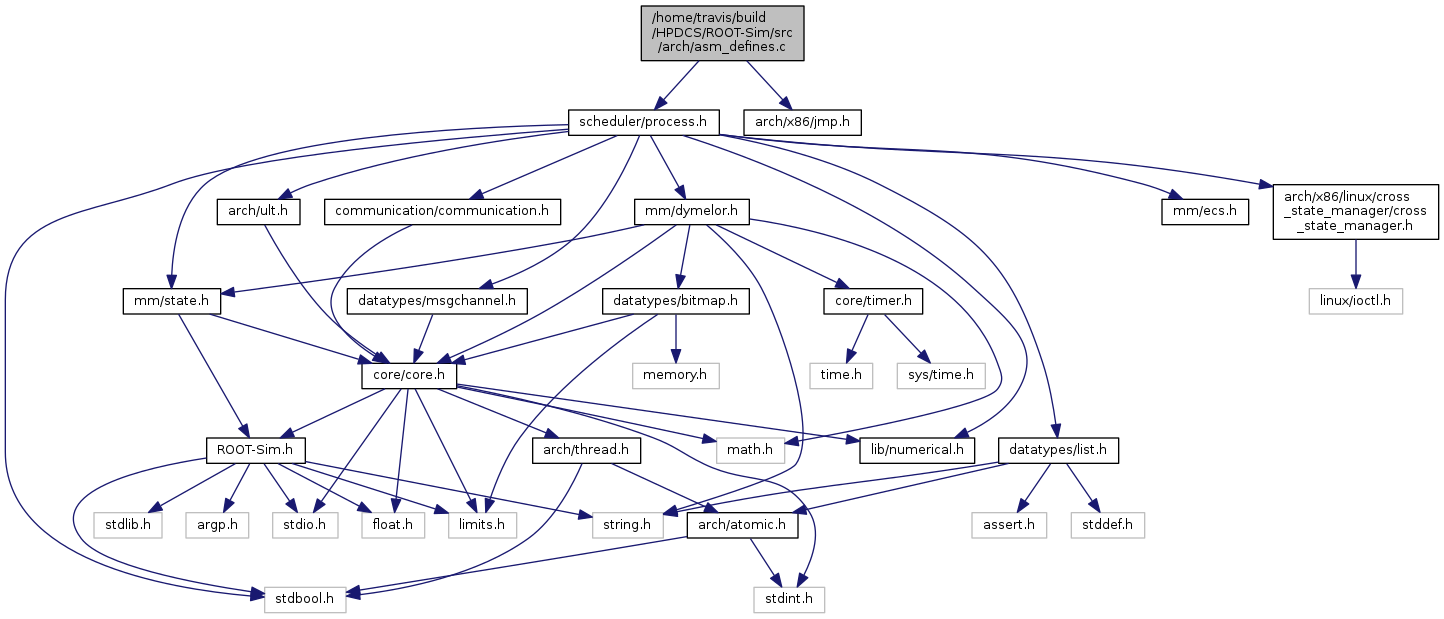 /home/travis/build
/HPDCS/ROOT-Sim/src
/arch/asm_defines.c
scheduler/process.h
arch/x86/jmp.h
arch/ult.h
communication/communication.h
mm/dymelor.h
mm/ecs.h
arch/x86/linux/cross
_state_manager/cross
_state_manager.h
mm/state.h
datatypes/msgchannel.h
datatypes/bitmap.h
core/timer.h
linux/ioctl.h
core/core.h
memory.h
time.h
sys/time.h
ROOT-Sim.h
arch/thread.h
math.h
lib/numerical.h
datatypes/list.h
stdlib.h
argp.h
stdio.h
float.h
limits.h
string.h
arch/atomic.h
assert.h
stddef.h
stdbool.h
stdint.h